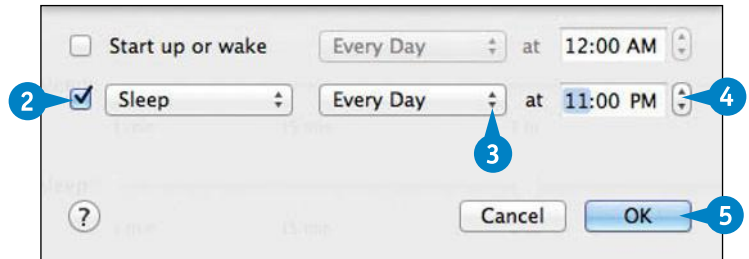 Start up or wake Every Day at 12:00 AM
2 Sleep Every Day at 11:00 PM 4
3
? Cancel OK 5